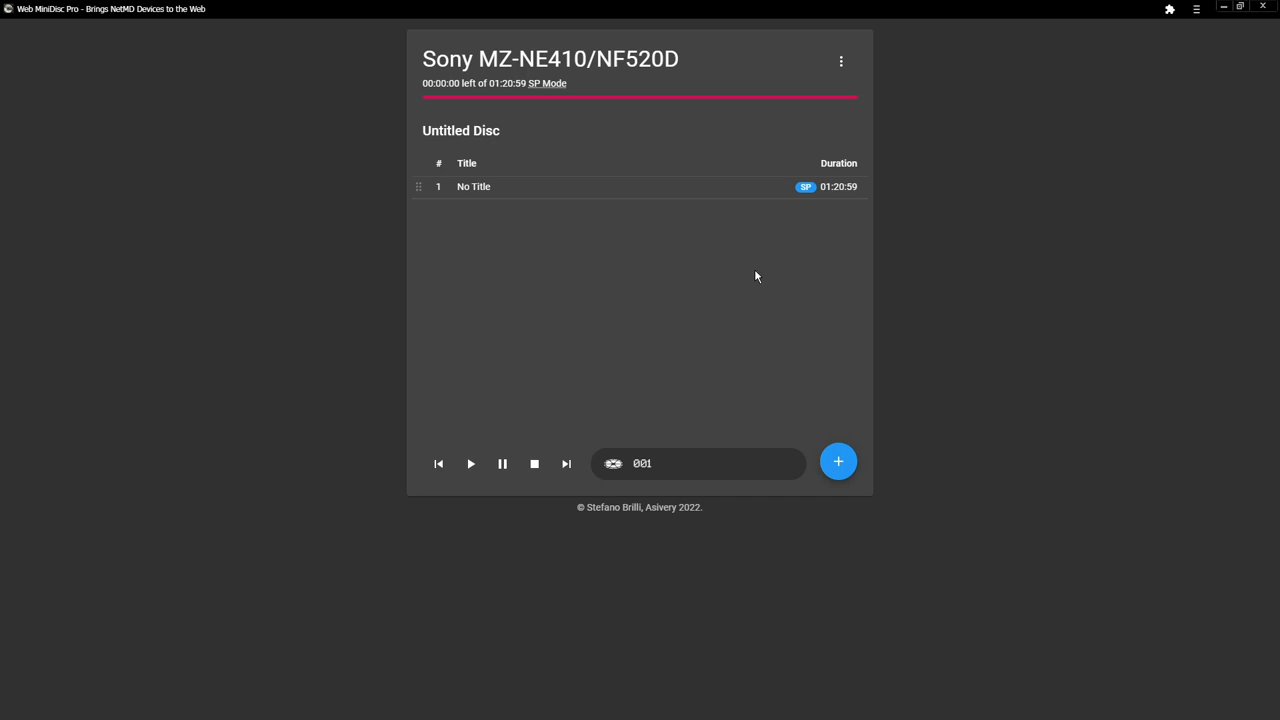 Web MiniDisc Pro - Brings NetMD Devices to the Web
Sony MZ-NE410/NF520D
00:00:00 left of 01:20:59 SP Mode
Untitled Disc
# Title Duration
1 No Title SP 01:20:59
001
© Stefano Brilli, Asivery 2022.